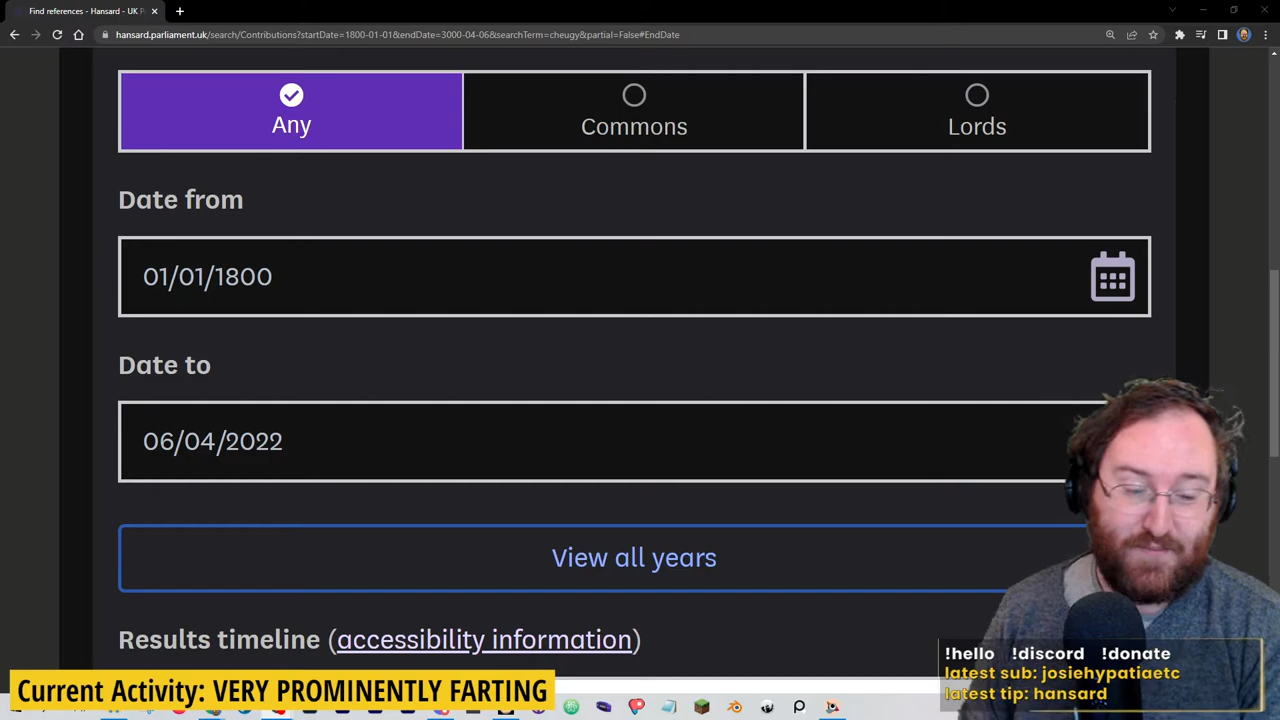 Find references - Hansard - UK P
hansard.parliament.uk/search/Contributions?startDate=1800-01-01&endDate=3000-04-06&searchTerm=cheugy&partial=False#EndDate
Any
Commons
Lords
Date from
01/01/1800
Date to
06/04/2022
View all years
Results timeline (accessibility information)
!hello !discord !donate
latest sub: josiehypatiaetc
latest tip: hansard
Current Activity: VERY PROMINENTLY FARTING